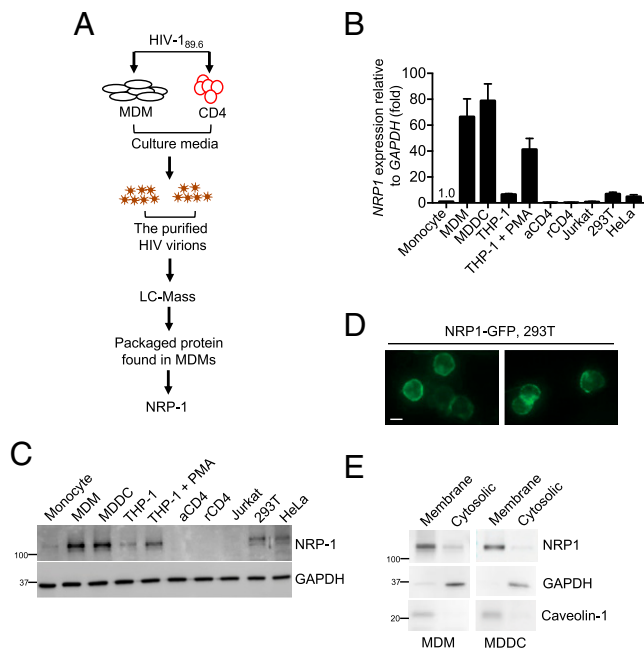 A
HIV-189.6
MDM
CD4
Culture media
The purified
HIV virions
LC-Mass
Packaged protein
found in MDMs
NRP-1
B
NRP1 expression relative
to GAPDH (fold)
100
80
60
40
20
0
1.0
Monocyte
MDM
MDDC
THP-1
THP-1 + PMA
aCD4
rCD4
Jurkat
293T
HeLa
D
NRP1-GFP, 293T
C
Monocyte
MDM
MDDC
THP-1
THP-1 + PMA
aCD4
rCD4
Jurkat
293T
HeLa
100
NRP-1
37
GAPDH
E
Membrane
Cytosolic
Membrane
Cytosolic
100
NRP1
37
GAPDH
20
Caveolin-1
MDM
MDDC